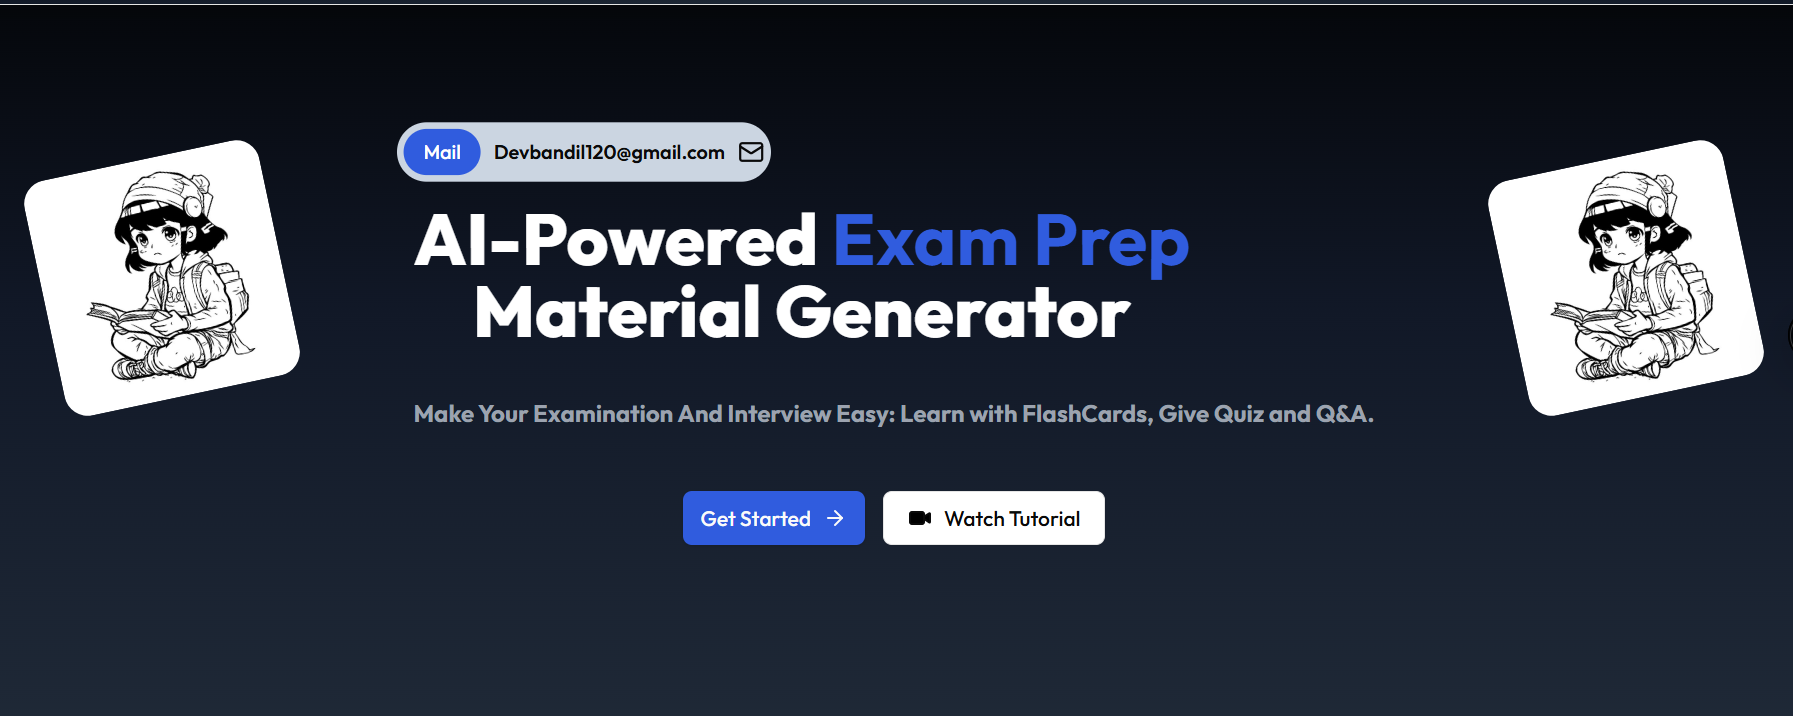 Mail Devbandil120@gmail.com
AI-Powered Exam Prep
Material Generator
Make Your Examination And Interview Easy: Learn with FlashCards, Give Quiz and Q&A.
Get Started
Watch Tutorial